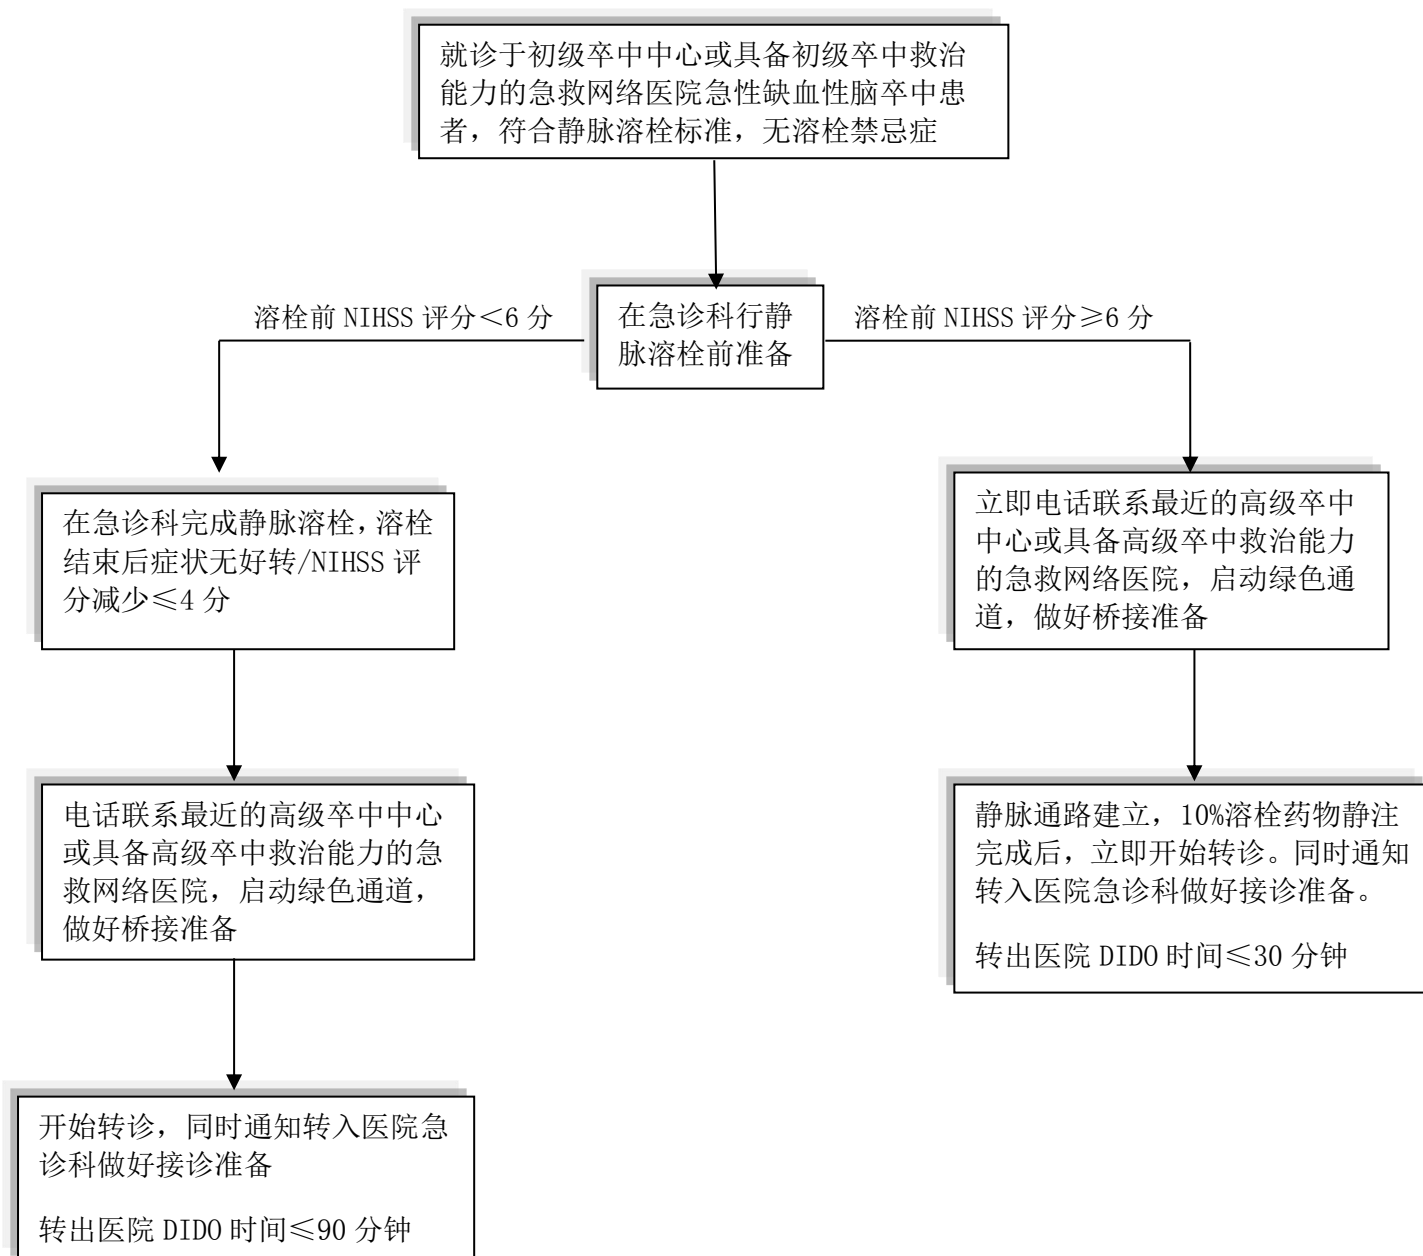 就诊于初级卒中中心或具备初级卒中救治
能力的急救网络医院急性缺血性脑卒中患
者，符合静脉溶栓标准，无溶栓禁忌症
溶栓前 NIHSS 评分＜6 分
在急诊科行静
脉溶栓前准备
溶栓前 NIHSS 评分≥6 分
在急诊科完成静脉溶栓，溶栓
结束后症状无好转/NIHSS 评
分减少≤4 分
立即电话联系最近的高级卒中
中心或具备高级卒中救治能力
的急救网络医院，启动绿色通
道，做好桥接准备
电话联系最近的高级卒中中心
或具备高级卒中救治能力的急
救网络医院，启动绿色通道，
做好桥接准备
静脉通路建立，10%溶栓药物静注
完成后，立即开始转诊。同时通知
转入医院急诊科做好接诊准备。
转出医院 DIDO 时间≤30 分钟
开始转诊，同时通知转入医院急
诊科做好接诊准备
转出医院 DIDO 时间≤90 分钟